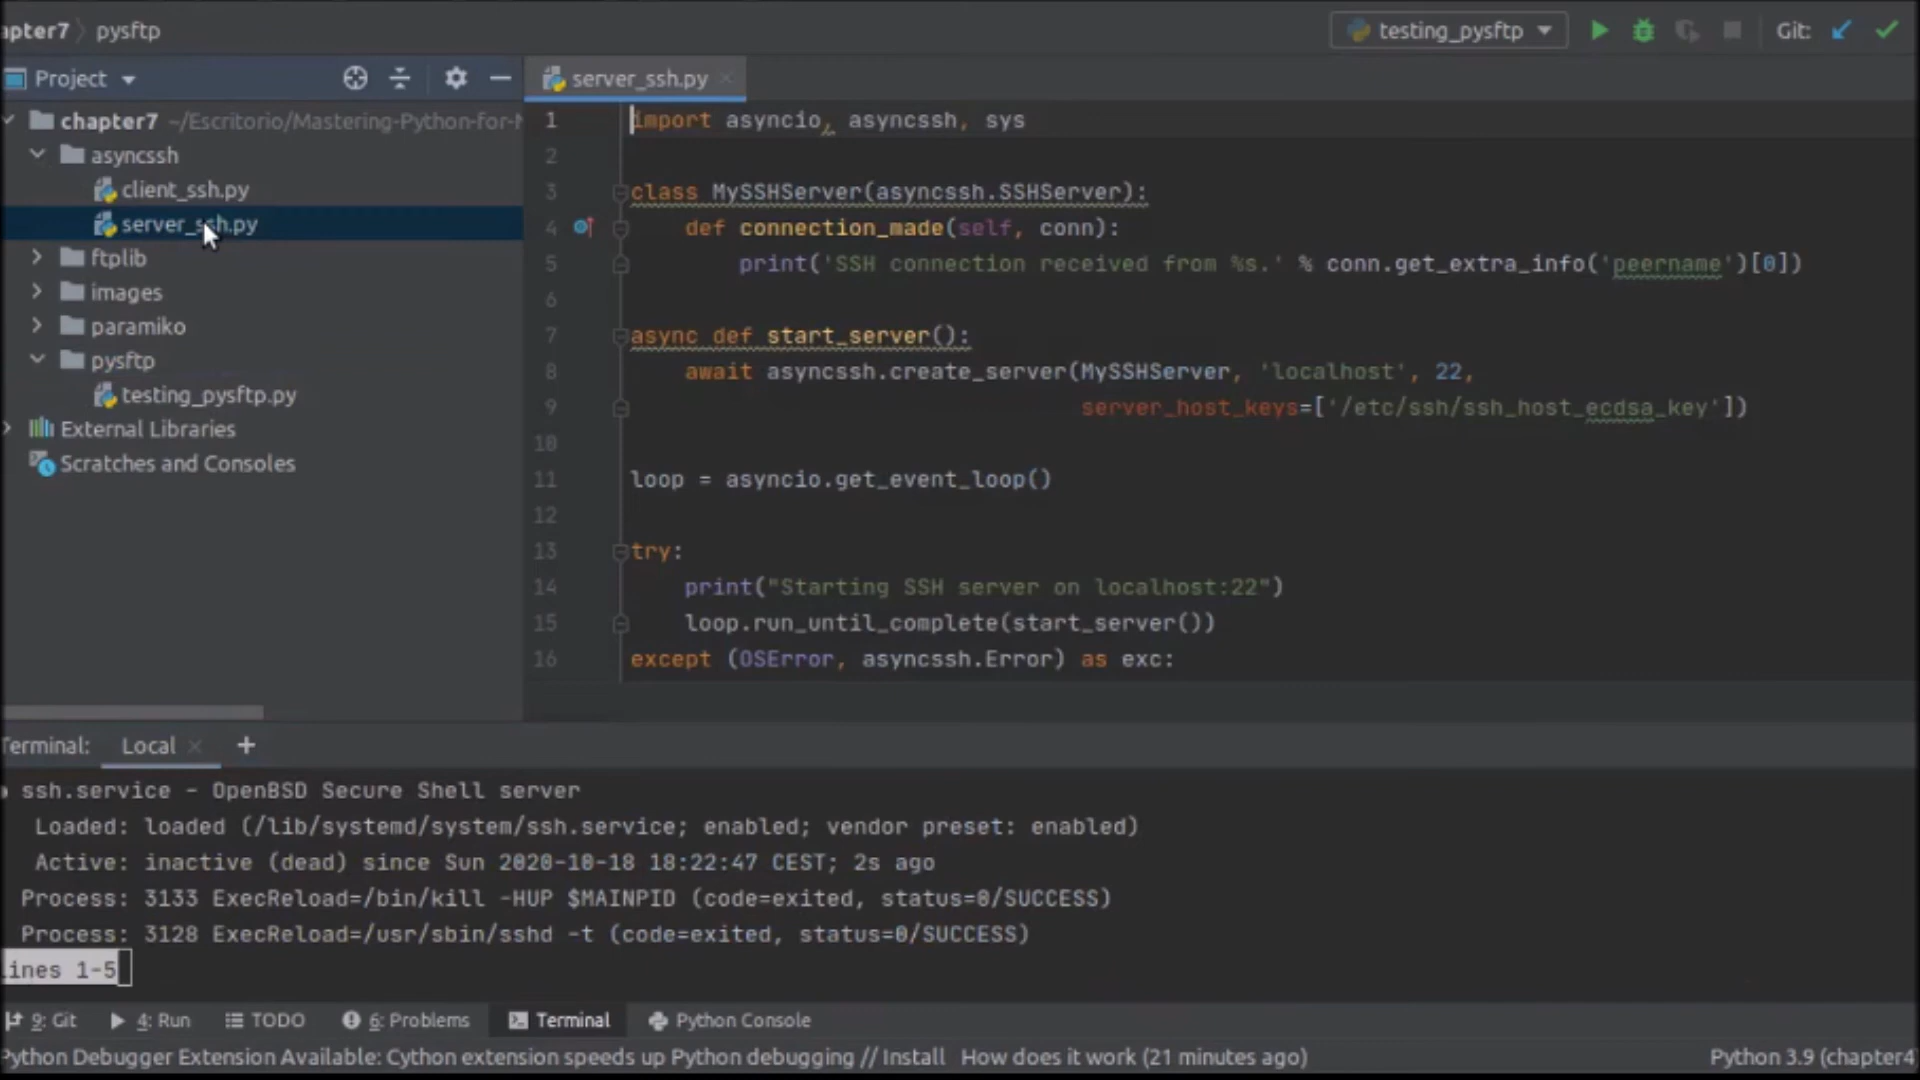 apter7 〉 pysftp
testing_pysftp
Git:
Project
server_ssh.py
chapter7 ~/Escritorio/Mastering-Python-for-N
asyncssh
client_ssh.py
server_ssh.py
ftplib
images
paramiko
pysftp
testing_pysftp.py
External Libraries
Scratches and Consoles
1 import asyncio, asyncssh, sys
2
3 class MySSHServer(asyncssh.SSHServer):
4     def connection_made(self, conn):
5         print('SSH connection received from %s.' % conn.get_extra_info('peername')[0])
6
7 async def start_server():
8     await asyncssh.create_server(MySSHServer, 'localhost', 22,
9                                  server_host_keys=['/etc/ssh/ssh_host_ecdsa_key'])
10
11 loop = asyncio.get_event_loop()
12
13 try:
14     print("Starting SSH server on localhost:22")
15     loop.run_until_complete(start_server())
16 except (OSError, asyncssh.Error) as exc:
Terminal: Local × +
ssh.service - OpenBSD Secure Shell server
Loaded: loaded (/lib/systemd/system/ssh.service; enabled; vendor preset: enabled)
Active: inactive (dead) since Sun 2020-10-18 18:22:47 CEST; 2s ago
Process: 3133 ExecReload=/bin/kill -HUP $MAINPID (code=exited, status=0/SUCCESS)
Process: 3128 ExecReload=/usr/sbin/sshd -t (code=exited, status=0/SUCCESS)
lines 1-5
9: Git 4: Run TODO 6: Problems Terminal Python Console
Python Debugger Extension Available: Cython extension speeds up Python debugging // Install How does it work (21 minutes ago) Python 3.9 (chapter4